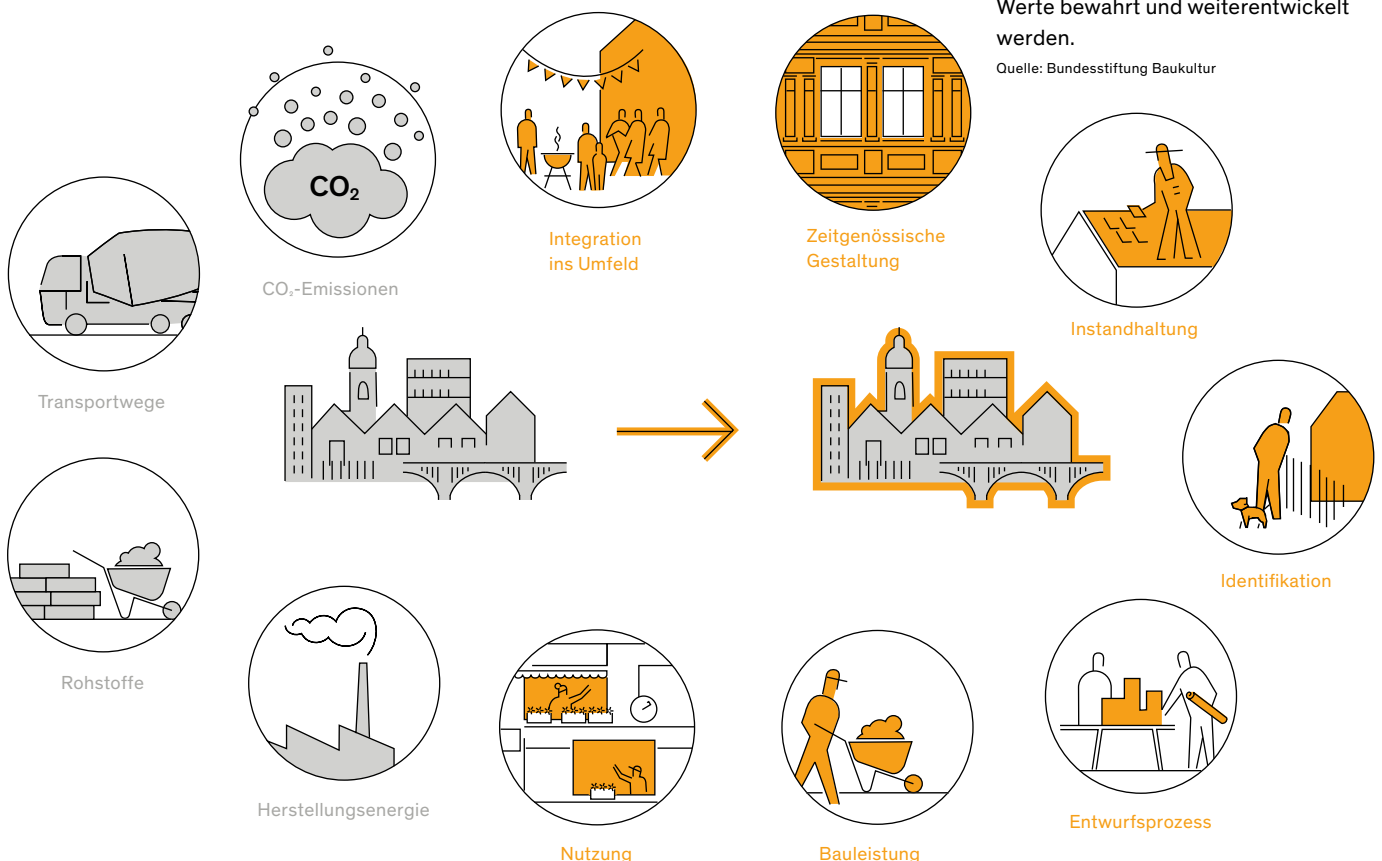 Werte bewahrt und weiterentwickelt
werden.
Quelle: Bundesstiftung Baukultur
CO₂
CO₂-Emissionen
Integration
ins Umfeld
Zeitgenössische
Gestaltung
Instandhaltung
Transportwege
Identifikation
Rohstoffe
Herstellungsenergie
Nutzung
Bauleistung
Entwurfsprozess